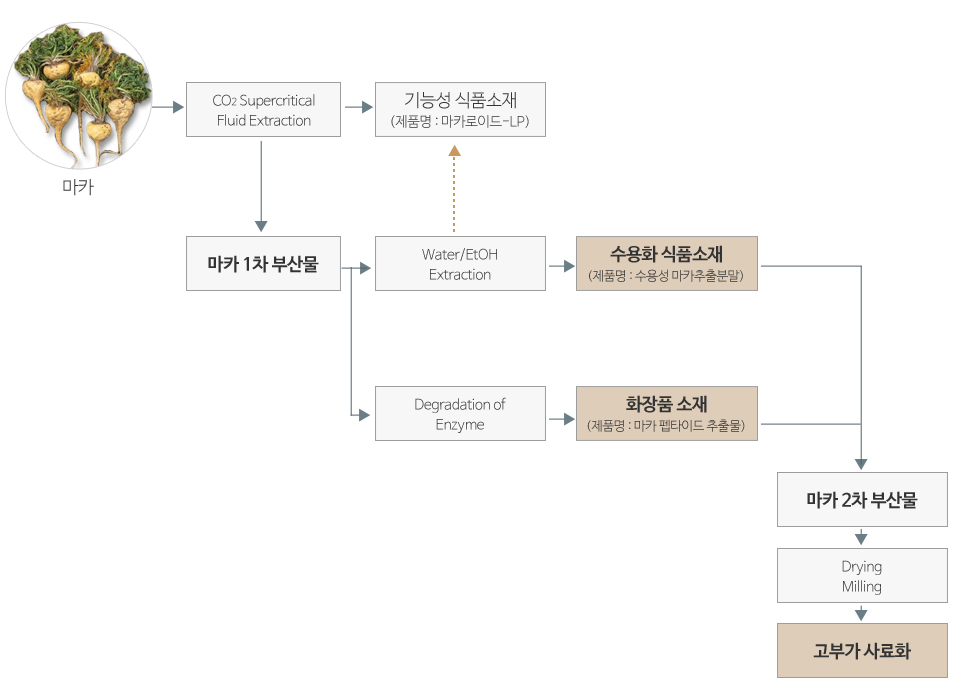 마카
CO2 Supercritical
Fluid Extraction
기능성 식품소재
(제품명 : 마카로이드-LP)
마카 1차 부산물
Water/EtOH
Extraction
수용화 식품소재
(제품명 : 수용성 마카추출분말)
Degradation of
Enzyme
화장품 소재
(제품명 : 마카 펩타이드 추출물)
마카 2차 부산물
Drying
Milling
고부가 사료화